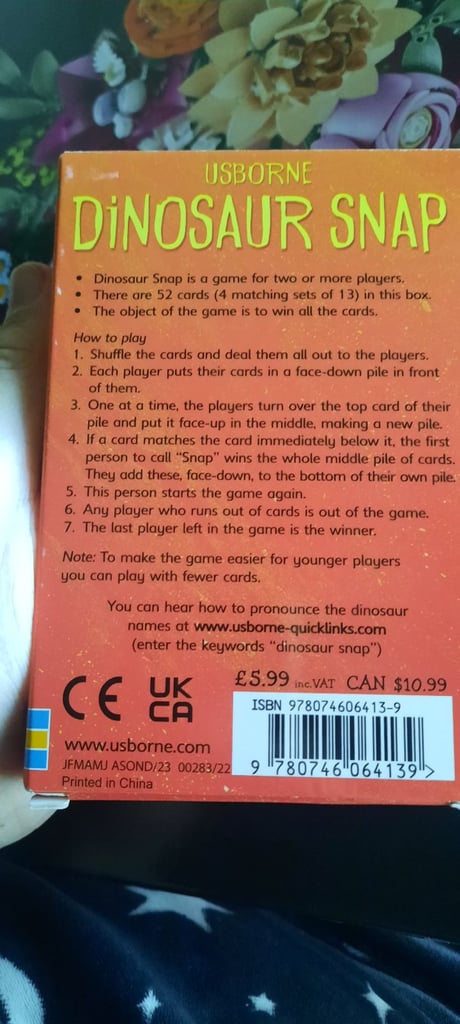 USBORNE
DINOSAUR SNAP
• Dinosaur Snap is a game for two or more players.
• There are 52 cards (4 matching sets of 13) in this box.
• The object of the game is to win all the cards.
How to play
1. Shuffle the cards and deal them all out to the players.
2. Each player puts their cards in a face-down pile in front
of them.
3. One at a time, the players turn over the top card of their
pile and put it face-up in the middle, making a new pile.
4. If a card matches the card immediately below it, the first
person to call “Snap” wins the whole middle pile of cards.
They add these, face-down, to the bottom of their own pile.
5. This person starts the game again.
6. Any player who runs out of cards is out of the game.
7. The last player left in the game is the winner.
Note: To make the game easier for younger players
you can play with fewer cards.
You can hear how to pronounce the dinosaur
names at www.usborne-quicklinks.com
(enter the keywords “dinosaur snap”)
CE UK
CA
£5.99 inc.VAT CAN $10.99
ISBN 978074606413-9
9 780746 064139 >
www.usborne.com
JFMAMJ ASOND/23 00283/22
Printed in China